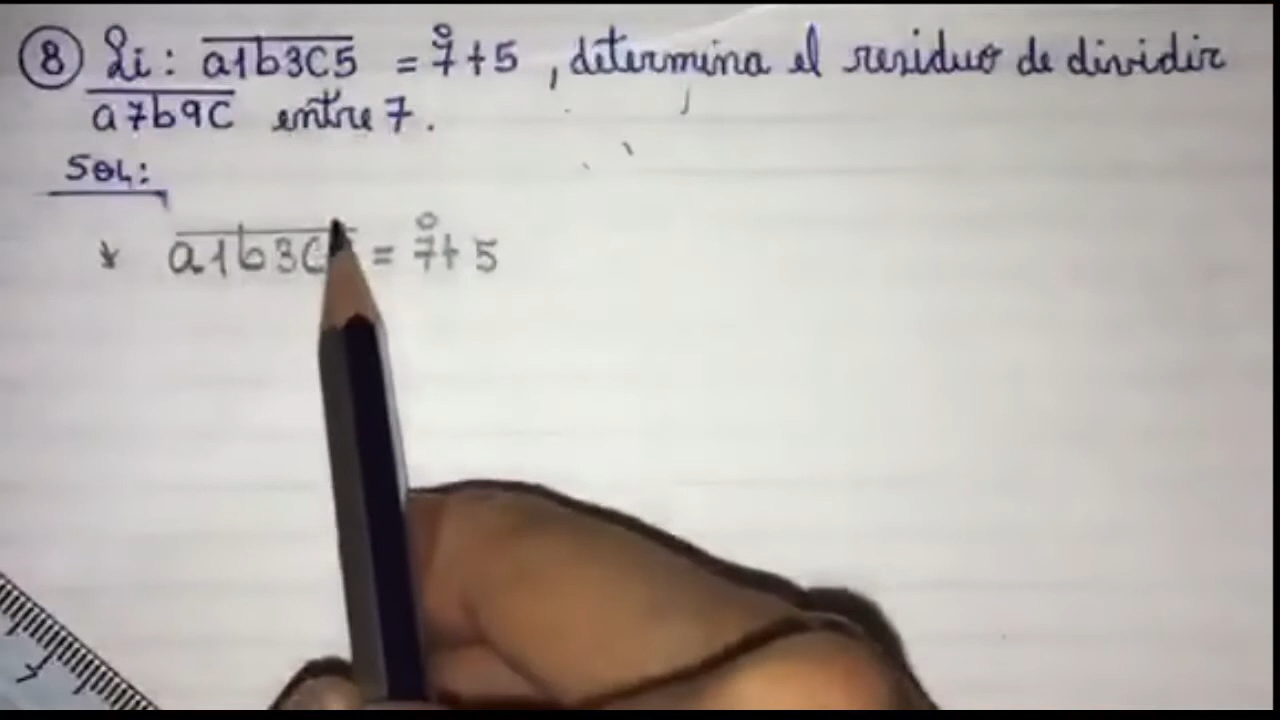 ⑧ Si: a1b3c5 = 7̊+5, determina el residuo de dividir
a7b9c entre 7.
SOL:
* a1b3c = 7̊+5